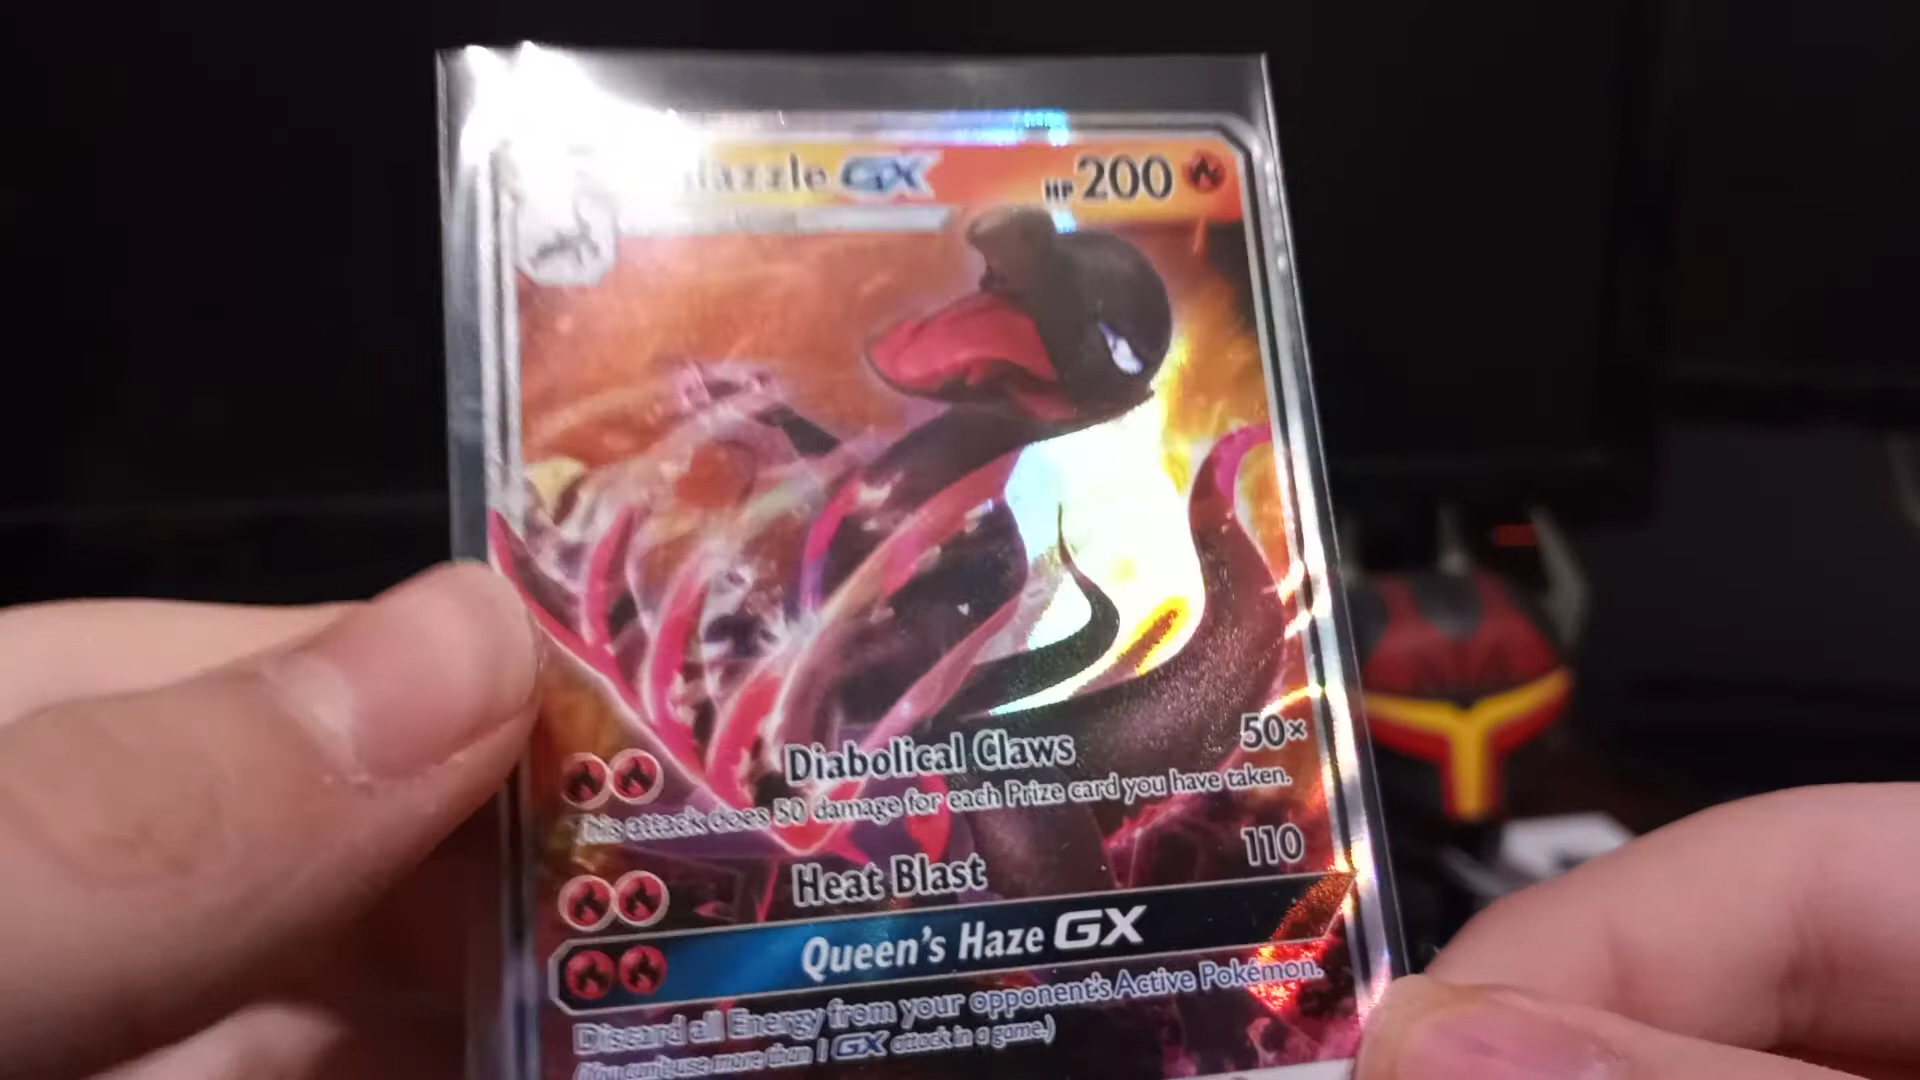 dazzle GX HP 200
Diabolical Claws 50×
This attack does 50 damage for each Prize card you have taken.
Heat Blast 110
Queen's Haze GX
Discard all Energy from your opponent's Active Pokémon.
(You can't use more than 1 GX attack in a game.)